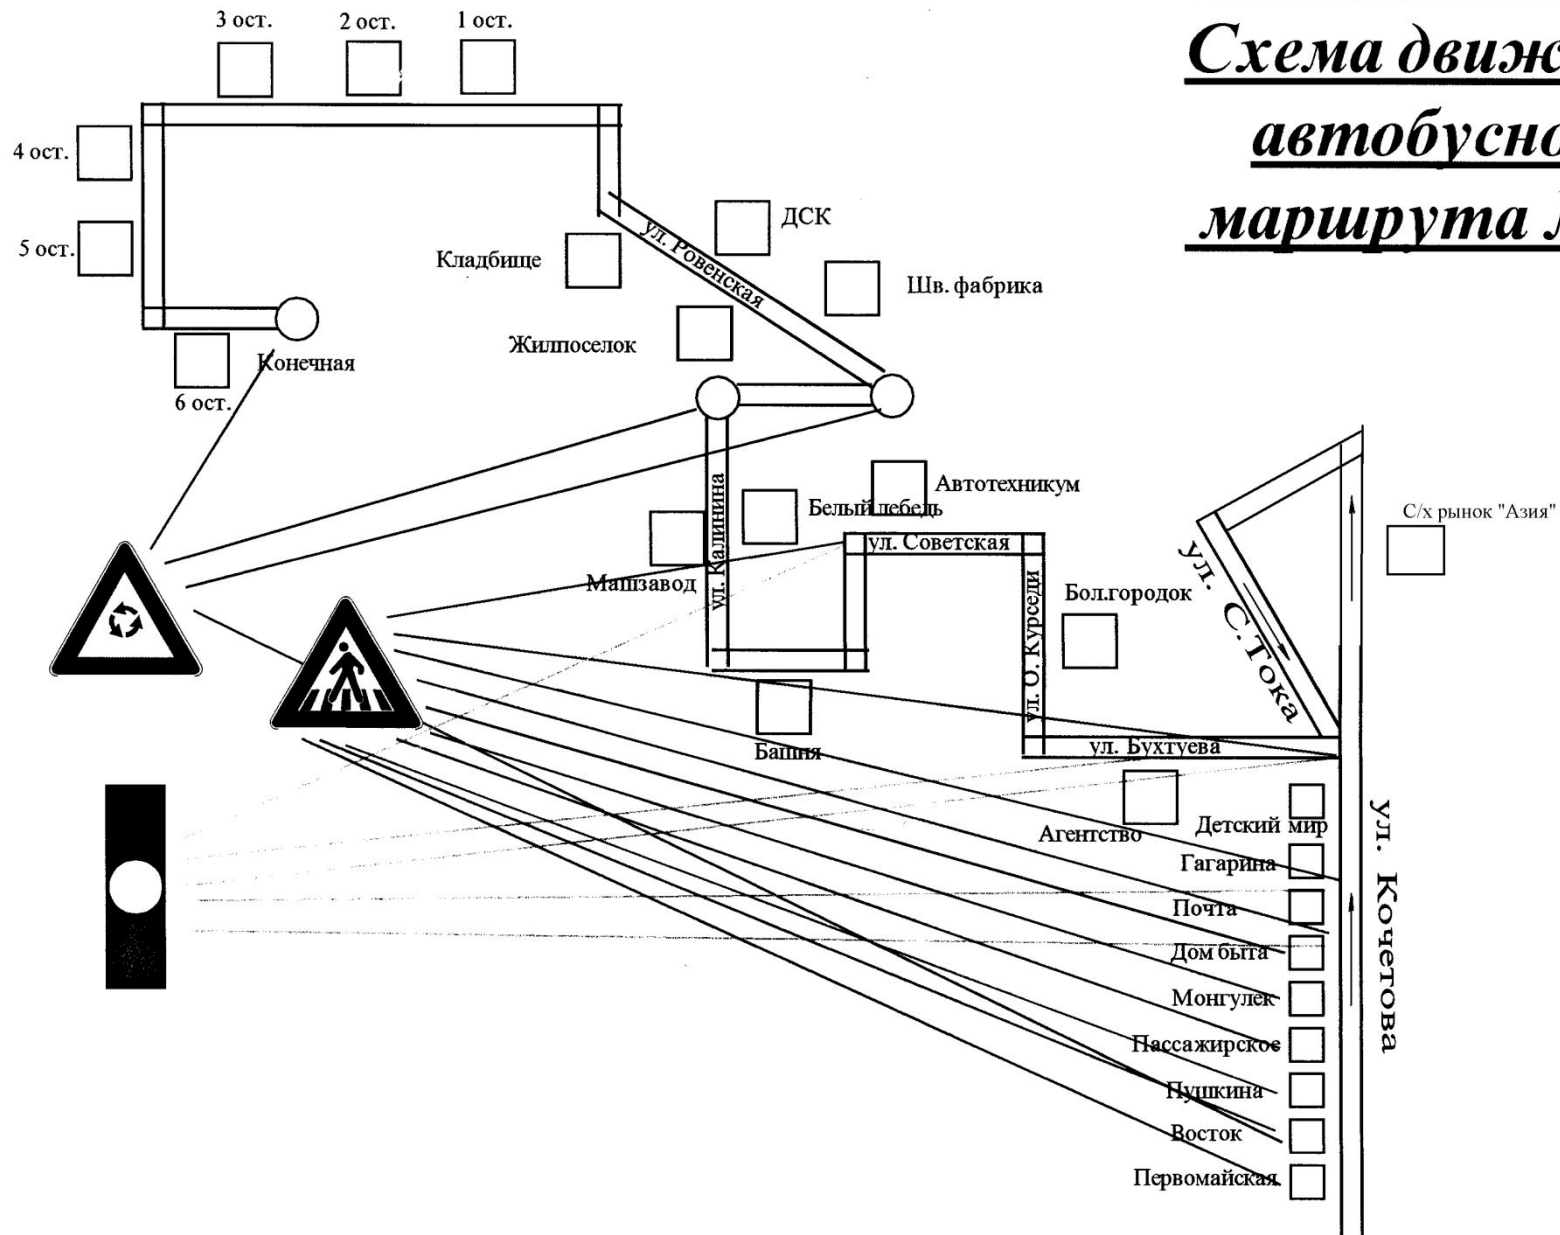 Схема движ
автобусно
маршрута
3 ост.
2 ост.
1 ост.
4 ост.
5 ост.
6 ост.
Конечная
Кладбище
ул. Ровенская
ДСК
Шв. фабрика
Жилпоселок
Автотехникум
Белый лебедь
ул. Калинина
Машзавод
ул. Советская
ул. О. Курседи
Бол.городок
С/х рынок "Азия"
ул. С.Тока
Башня
ул. Бухтуева
Агентство
Детский мир
Гагарина
Почта
Дом быта
Монгулек
Пассажирское
Пушкина
Восток
Первомайская
ул. Кочетова